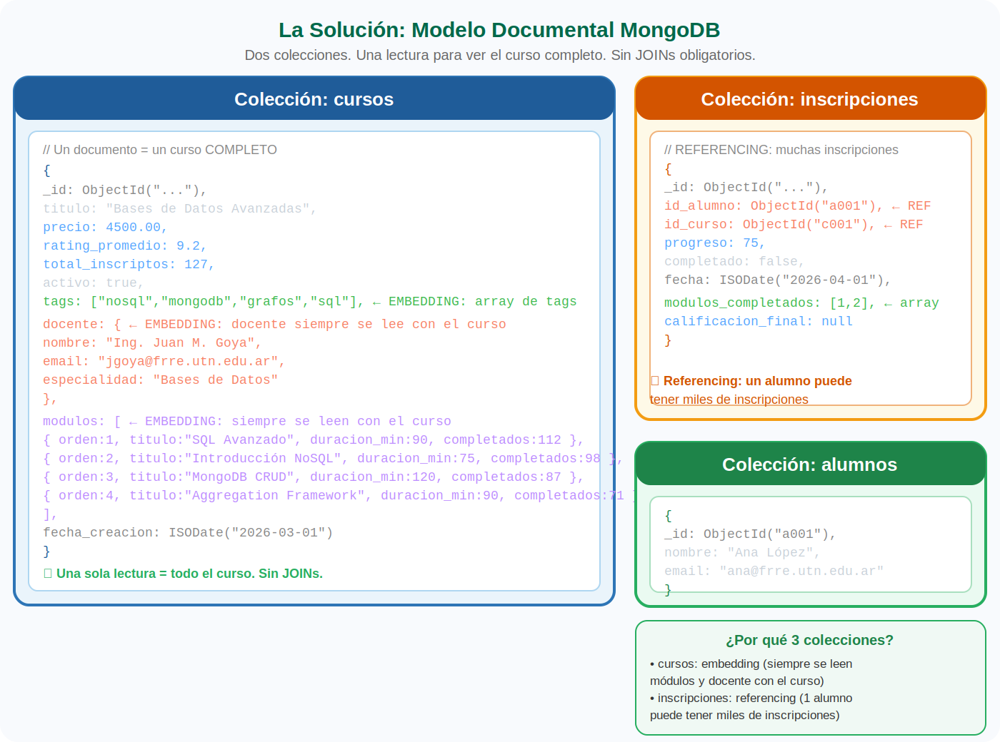 La Solución: Modelo Documental MongoDB
Dos colecciones. Una lectura para ver el curso completo. Sin JOINs obligatorios.
Colección: cursos
// Un documento = un curso COMPLETO
{
_id: ObjectId("..."),
titulo: "Bases de Datos Avanzadas",
precio: 4500.00,
rating_promedio: 9.2,
total_inscriptos: 127,
activo: true,
tags: ["nosql","mongodb","grafos","sql"], ← EMBEDDING: array de tags
docente: { ← EMBEDDING: docente siempre se lee con el curso
nombre: "Ing. Juan M. Goya",
email: "jgoya@frre.utn.edu.ar",
especialidad: "Bases de Datos"
},
modulos: [ ← EMBEDDING: siempre se leen con el curso
{ orden:1, titulo:"SQL Avanzado", duracion_min:90, completados:112 },
{ orden:2, titulo:"Introducción NoSQL", duracion_min:75, completados:98 },
{ orden:3, titulo:"MongoDB CRUD", duracion_min:120, completados:87 },
{ orden:4, titulo:"Aggregation Framework", duracion_min:90, completados:71 }
],
fecha_creacion: ISODate("2026-03-01")
}
Una sola lectura = todo el curso. Sin JOINs.
Colección: inscripciones
// REFERENCING: muchas inscripciones
{
_id: ObjectId("..."),
id_alumno: ObjectId("a001"), ← REF
id_curso: ObjectId("c001"), ← REF
progreso: 75,
completado: false,
fecha: ISODate("2026-04-01"),
modulos_completados: [1,2], ← array
calificacion_final: null
}
Referencing: un alumno puede
tener miles de inscripciones
Colección: alumnos
{
_id: ObjectId("a001"),
nombre: "Ana López",
email: "ana@frre.utn.edu.ar"
}
¿Por qué 3 colecciones?
• cursos: embedding (siempre se leen
módulos y docente con el curso)
• inscripciones: referencing (1 alumno
puede tener miles de inscripciones)